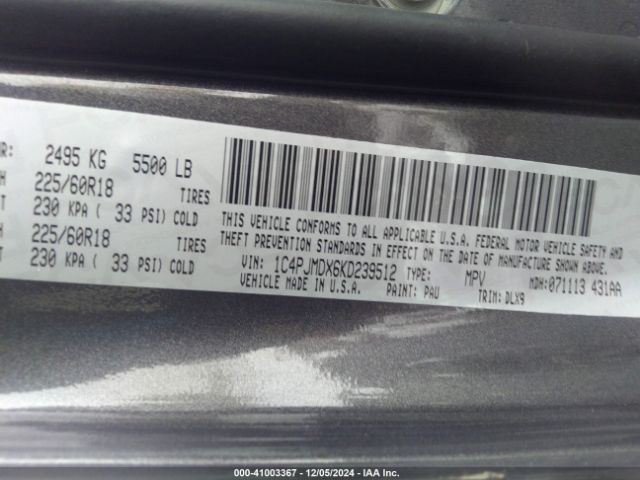 R: 2495 KG 5500 LB
H 225/60R18 TIRES
T 230 KPA ( 33 PSI) COLD
H 225/60R18 TIRES
T 230 KPA ( 33 PSI) COLD
THIS VEHICLE CONFORMS TO ALL APPLICABLE U.S.A. FEDERAL MOTOR VEHICLE SAFETY AND
THEFT PREVENTION STANDARDS IN EFFECT ON THE DATE OF MANUFACTURE SHOWN ABOVE.
VIN: 1C4PJMDX6KD239512 TYPE: MPV MDH:071113 431AA
VEHICLE MADE IN U.S.A. PAINT: PAU TRIM: DLX9
000-41003367 - 12/05/2024 - IAA Inc.